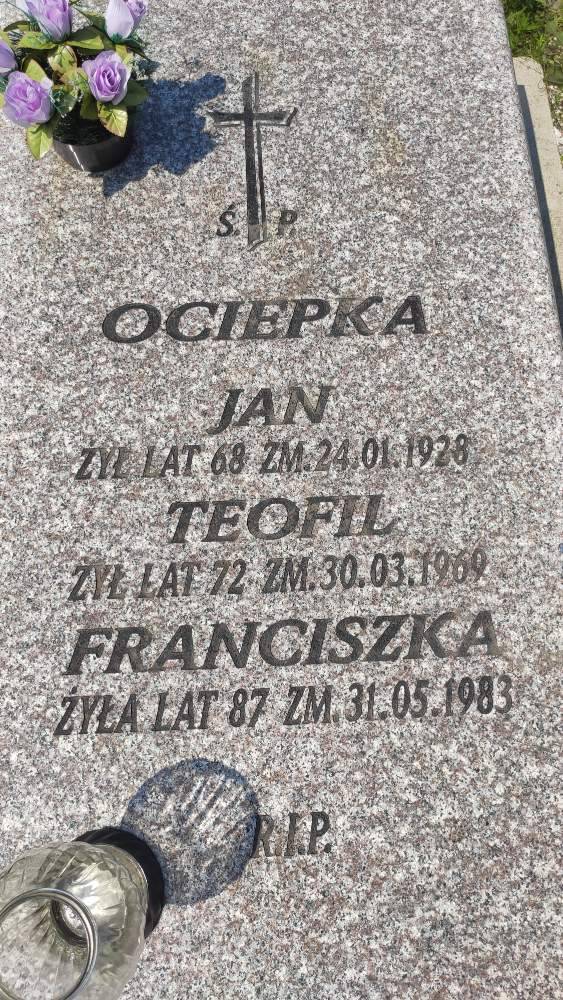 Ś. P.
OCIEPKA
JAN
ŻYŁ LAT 68 ZM. 24.01.1928
TEOFIL
ŻYŁ LAT 72 ZM. 30.03.1969
FRANCISZKA
ŻYŁA LAT 87 ZM. 31.05.1983
R.I.P.